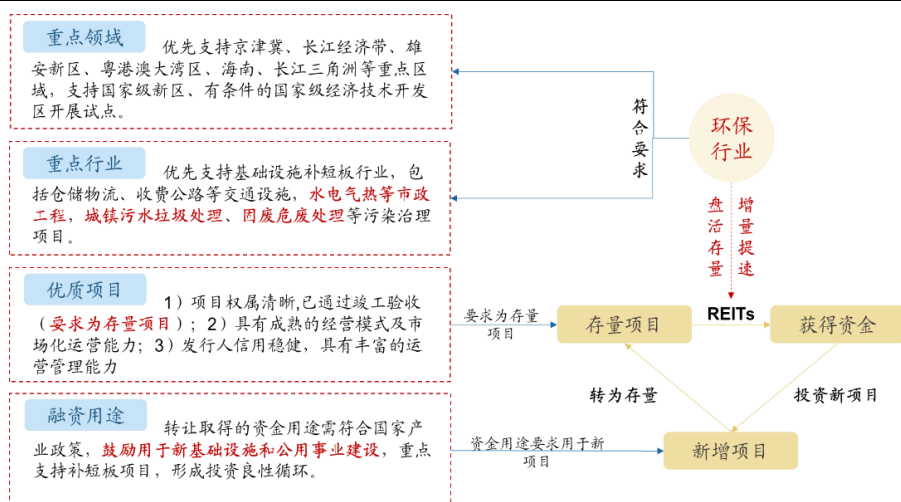 重点领域
优先支持京津冀、长江经济带、雄
安新区、粤港澳大湾区、海南、长江三角洲等重点区
域，支持国家级新区、有条件的国家级经济技术开发
区开展试点。
重点行业
优先支持基础设施补短板行业，包
括仓储物流、收费公路等交通设施，水电气热等市政
工程，城镇污水垃圾处理、固废危废处理等污染治理
项目。
优质项目
1）项目权属清晰,已通过竣工验收
（要求为存量项目）；2）具有成熟的经营模式及市
场化运营能力；3）发行人信用稳健，具有丰富的运
营管理能力
融资用途
转让取得的资金用途需符合国家产
业政策，鼓励用于新基础设施和公用事业建设，重点
支持补短板项目，形成投资良性循环。
符合要求
环保
行业
盘活存量
增量提速
要求为存量
项目
存量项目
REITs
获得资金
转为存量
投资新项目
资金用途要求用于新
项目
新增项目